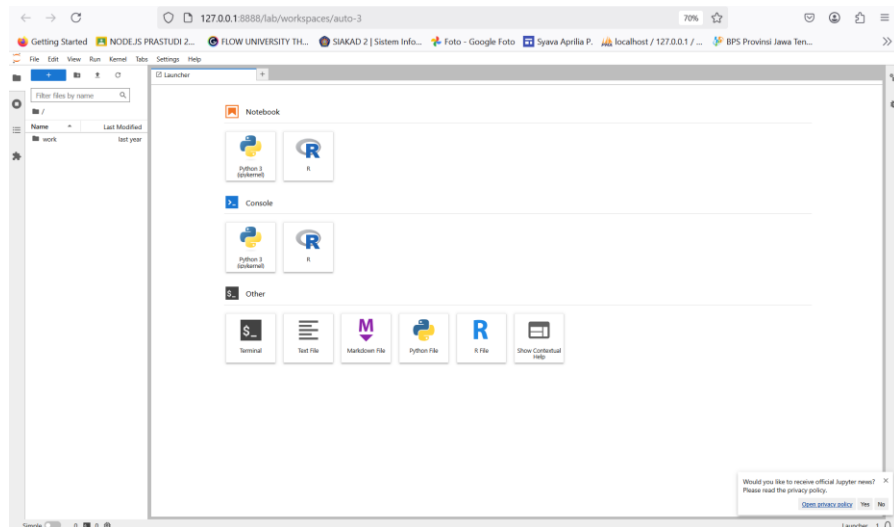 127.0.0.1:8888/lab/workspaces/auto-3
70%
Getting Started
NODE.JS PRASTUDI 2...
FLOW UNIVERSITY TH...
SIAKAD 2 | Sistem Info...
Foto - Google Foto
Syava Aprilia P.
localhost / 127.0.0.1 / ...
BPS Provinsi Jawa Ten...
File Edit View Run Kernel Tabs Settings Help
Launcher
Filter files by name
/
Name Last Modified
work last year
Notebook
Python 3
(ipykernel)
R
Console
Python 3
(ipykernel)
R
$_ Other
$_
Terminal
Text File
M
Markdown File
Python File
R
R File
Show Contextual
Help
Would you like to receive official Jupyter news?
Please read the privacy policy.
Open privacy policy Yes No
Simple 0 0
Launcher 1